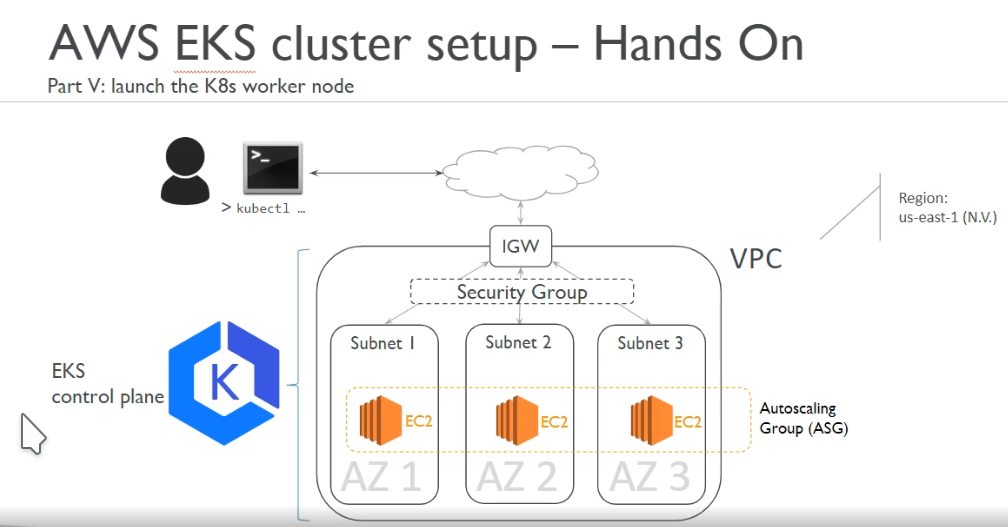 AWS EKS cluster setup – Hands On
Part V: launch the K8s worker node
>_
> kubectl …
Region:
us-east-1 (N.V.)
IGW
VPC
Security Group
Subnet 1
Subnet 2
Subnet 3
EKS
control plane
K
EC2
EC2
EC2
Autoscaling
Group (ASG)
AZ 1
AZ 2
AZ 3